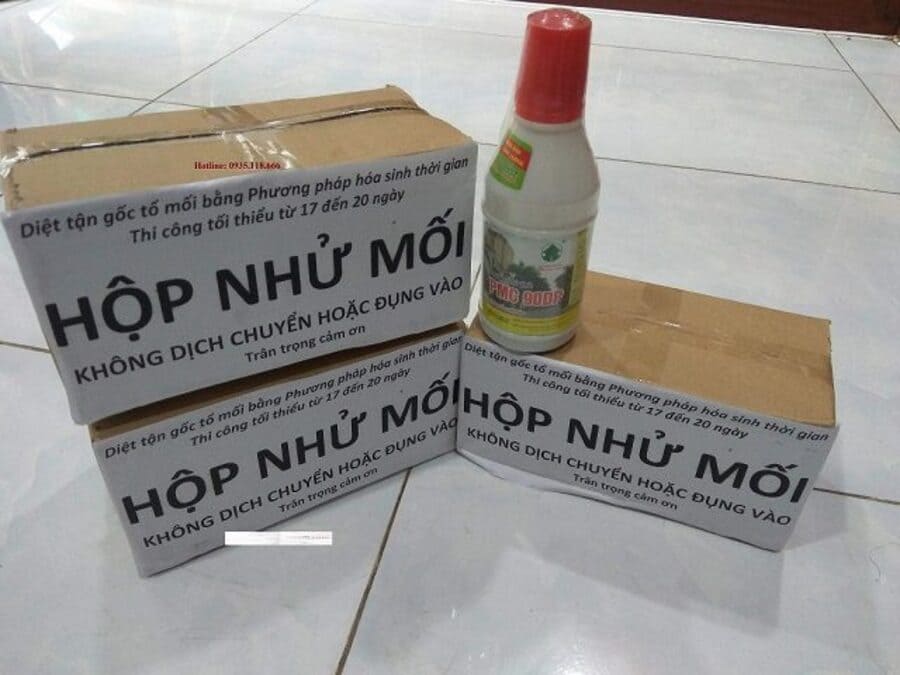 Hotline: 0935.118.666
Diệt tận gốc tổ mối bằng Phương pháp hóa sinh thời gian
Thi công tối thiểu từ 17 đến 20 ngày
HỘP NHỬ MỐI
KHÔNG DỊCH CHUYỂN HOẶC ĐỤNG VÀO
Trân trọng cảm ơn
PMC 90DP
Diệt tận gốc tổ mối bằng Phương pháp hóa sinh thời gian
Thi công tối thiểu từ 17 đến 20 ngày
HỘP NHỬ MỐI
KHÔNG DỊCH CHUYỂN HOẶC ĐỤNG VÀO
Trân trọng cảm ơn
Diệt tận gốc tổ mối bằng Phương pháp hóa sinh thời gian
Thi công tối thiểu từ 17 đến 20 ngày
HỘP NHỬ MỐI
KHÔNG DỊCH CHUYỂN HOẶC ĐỤNG VÀO
Trân trọng cảm ơn